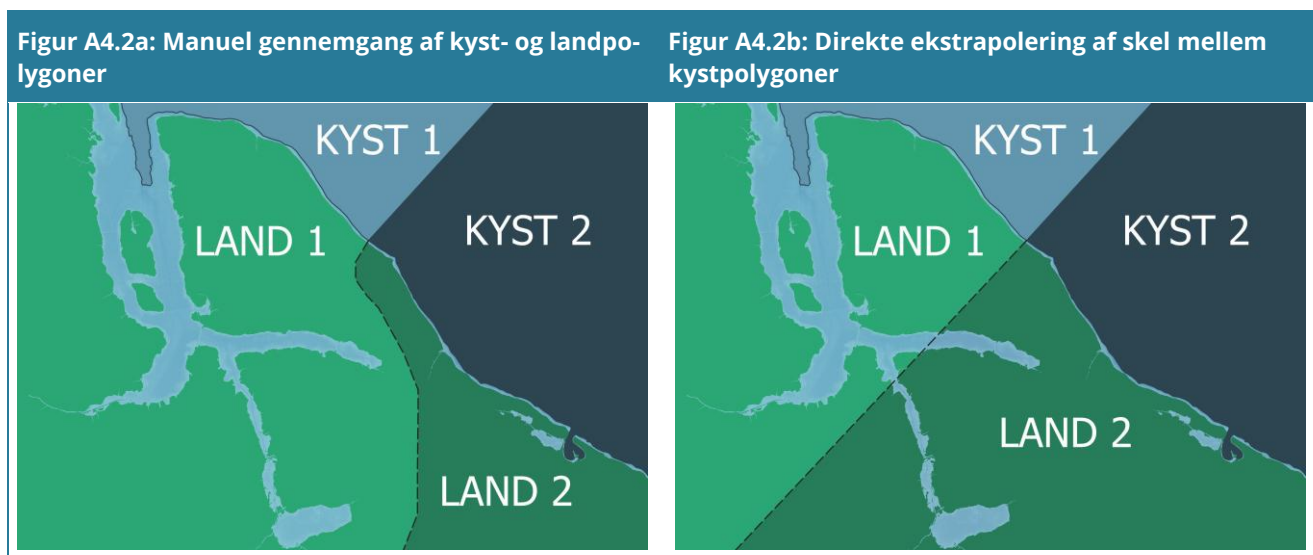 Figur A4.2a: Manuel gennemgang af kyst- og landpo-
lygoner
Figur A4.2b: Direkte ekstrapolering af skel mellem
kystpolygoner
KYST 1
KYST 2
LAND 1
LAND 2
KYST 1
KYST 2
LAND 1
LAND 2